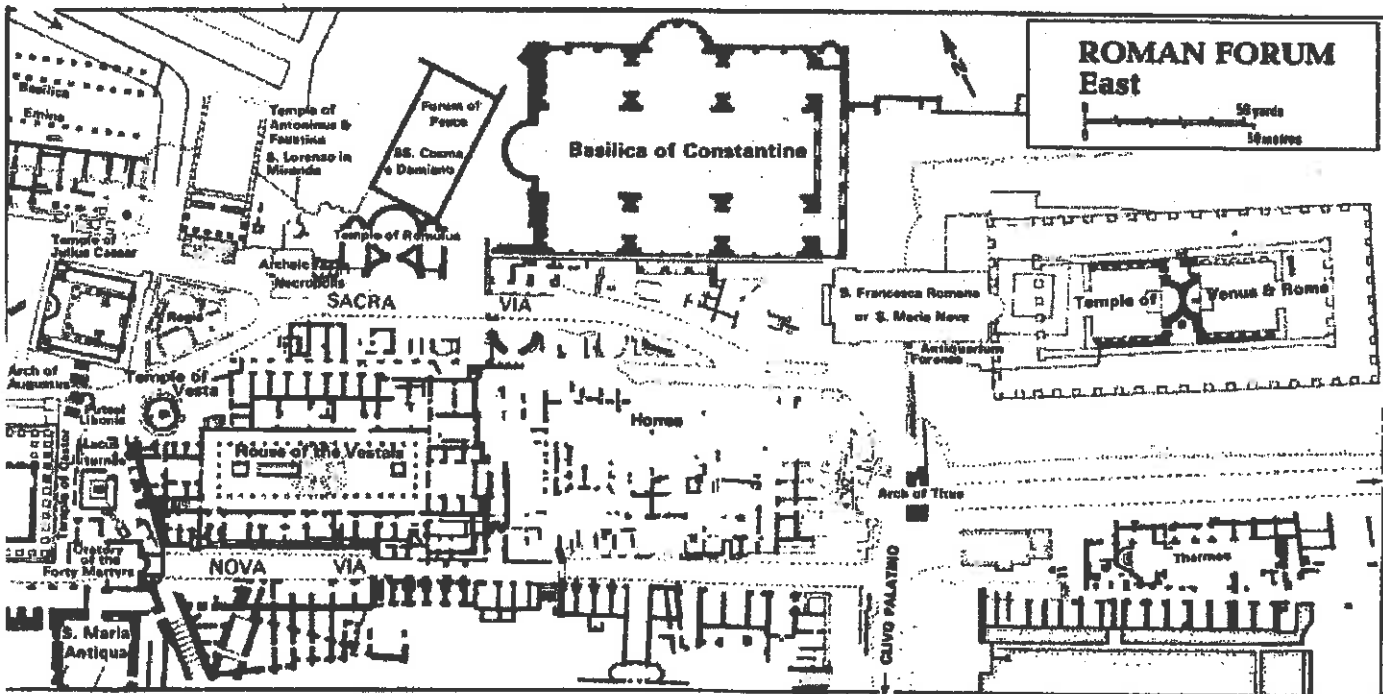 ROMAN FORUM
East
50 yards
0
50 metres
N
Basilica
Emilia
Temple of
Antoninus &
Faustina
S. Lorenzo in
Miranda
Forum of
Peace
SS. Cosma
e Damiano
Basilica of Constantine
Temple of
Julius Caesar
Temple of Romulus
Archaic
Necropolis
SACRA
VIA
Regia
S. Francesca Romana
or S. Maria Nova
Temple of
Venus & Rome
Antiquarium
Forense
Arch of
Augustus
Temple of
Vesta
Puteal
Libonis
Lacus
Iuturnae
Temple of Castor
House of the Vestals
Horrea
Arch of Titus
Oratory
of the
Forty Martyrs
NOVA
VIA
CLIVO PALATINO
Thermes
S. Maria
Antiqua